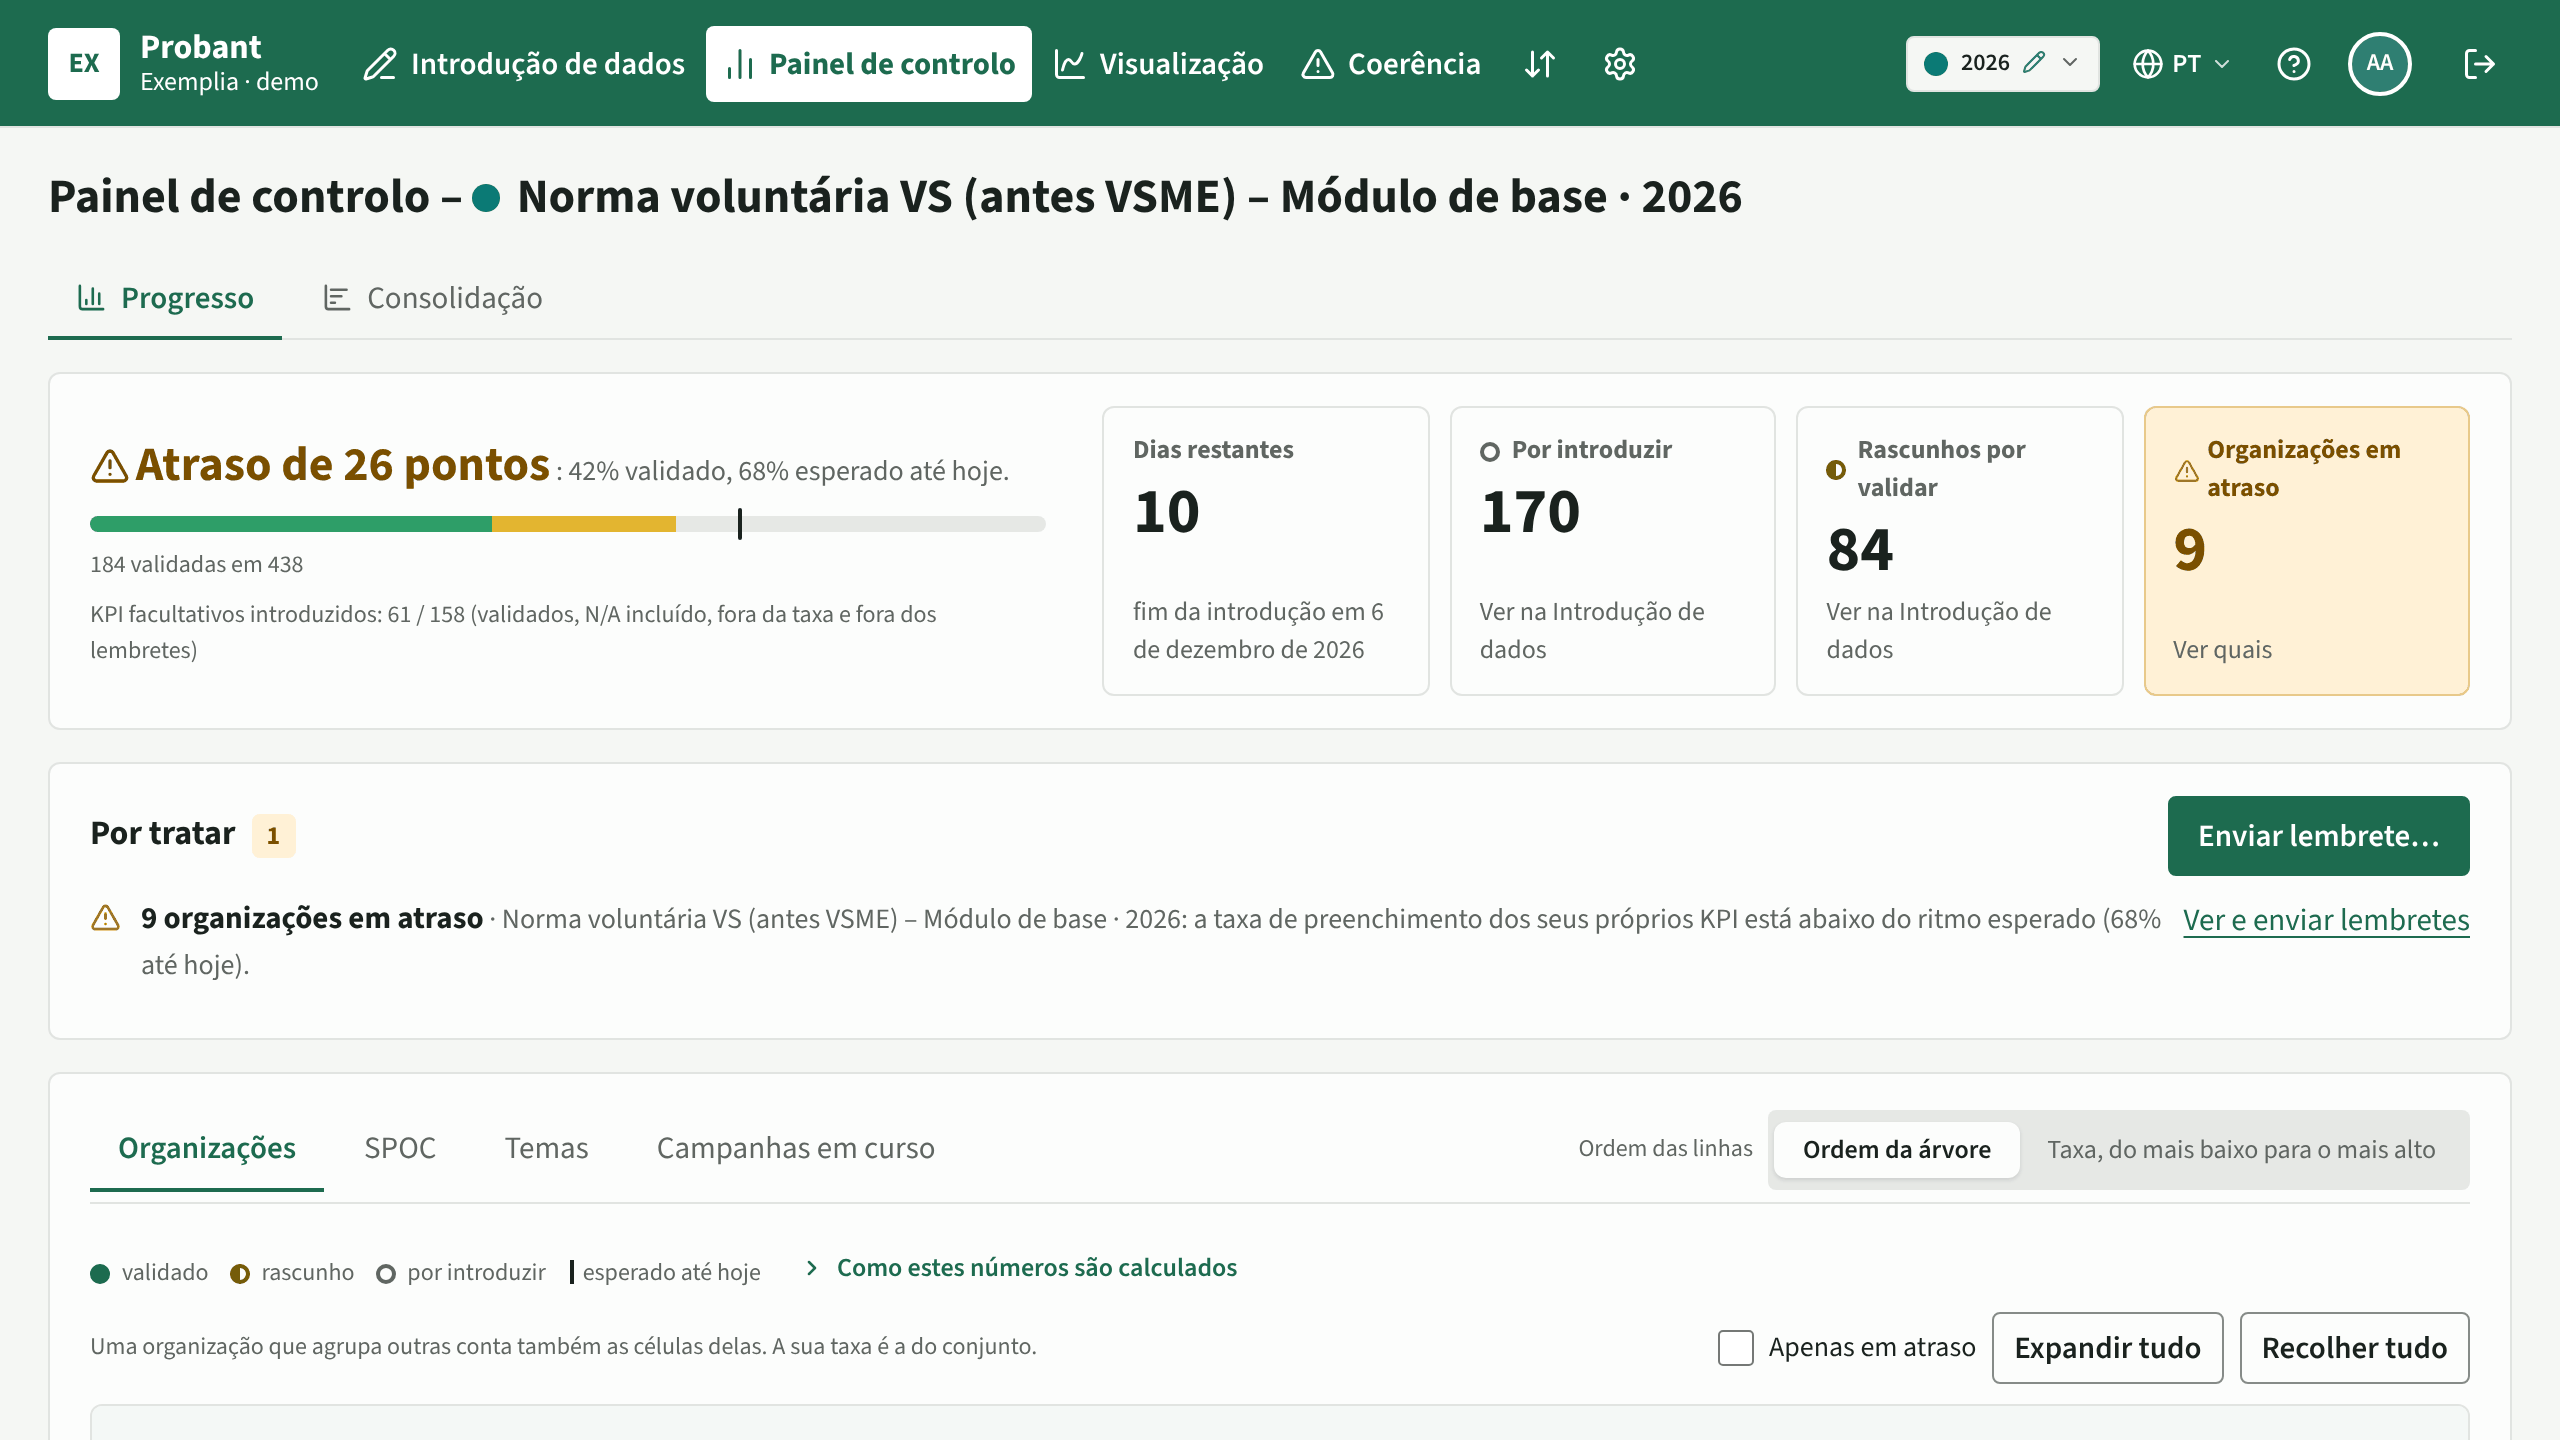 EX
Probant
Exemplia · demo
Introdução de dados
Painel de controlo
Visualização
Coerência
2026
PT
AA
Painel de controlo – Norma voluntária VS (antes VSME) – Módulo de base · 2026
Progresso
Consolidação
Atraso de 26 pontos : 42% validado, 68% esperado até hoje.
184 validadas em 438
KPI facultativos introduzidos: 61 / 158 (validados, N/A incluído, fora da taxa e fora dos
lembretes)
Dias restantes
10
fim da introdução em 6
de dezembro de 2026
Por introduzir
170
Ver na Introdução de
dados
Rascunhos por
validar
84
Ver na Introdução de
dados
Organizações em
atraso
9
Ver quais
Por tratar 1
Enviar lembrete…
9 organizações em atraso · Norma voluntária VS (antes VSME) – Módulo de base · 2026: a taxa de preenchimento dos seus próprios KPI está abaixo do ritmo esperado (68%
até hoje).
Ver e enviar lembretes
Organizações
SPOC
Temas
Campanhas em curso
Ordem das linhas
Ordem da árvore
Taxa, do mais baixo para o mais alto
validado
rascunho
por introduzir
esperado até hoje
Como estes números são calculados
Uma organização que agrupa outras conta também as células delas. A sua taxa é a do conjunto.
Apenas em atraso
Expandir tudo
Recolher tudo